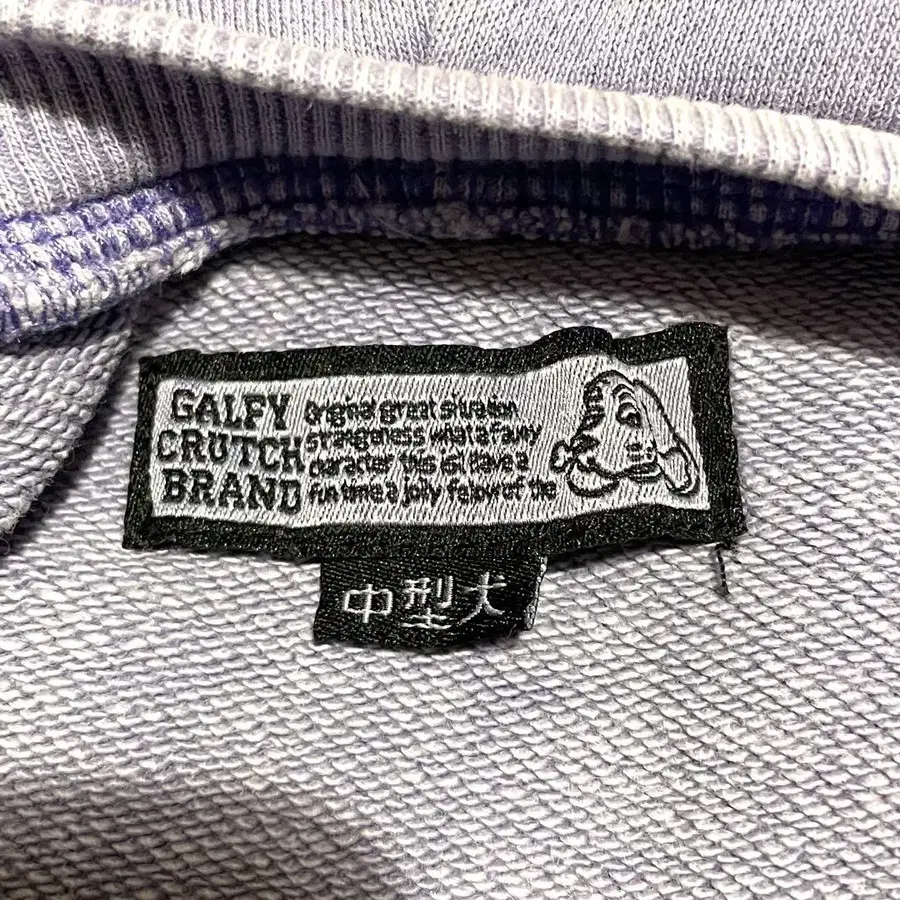 GALFY
CRUTCH
BRAND
Original great situation
strangeness what a funny
character this is!. Have a
fun time. a jolly fellow of the
中型犬